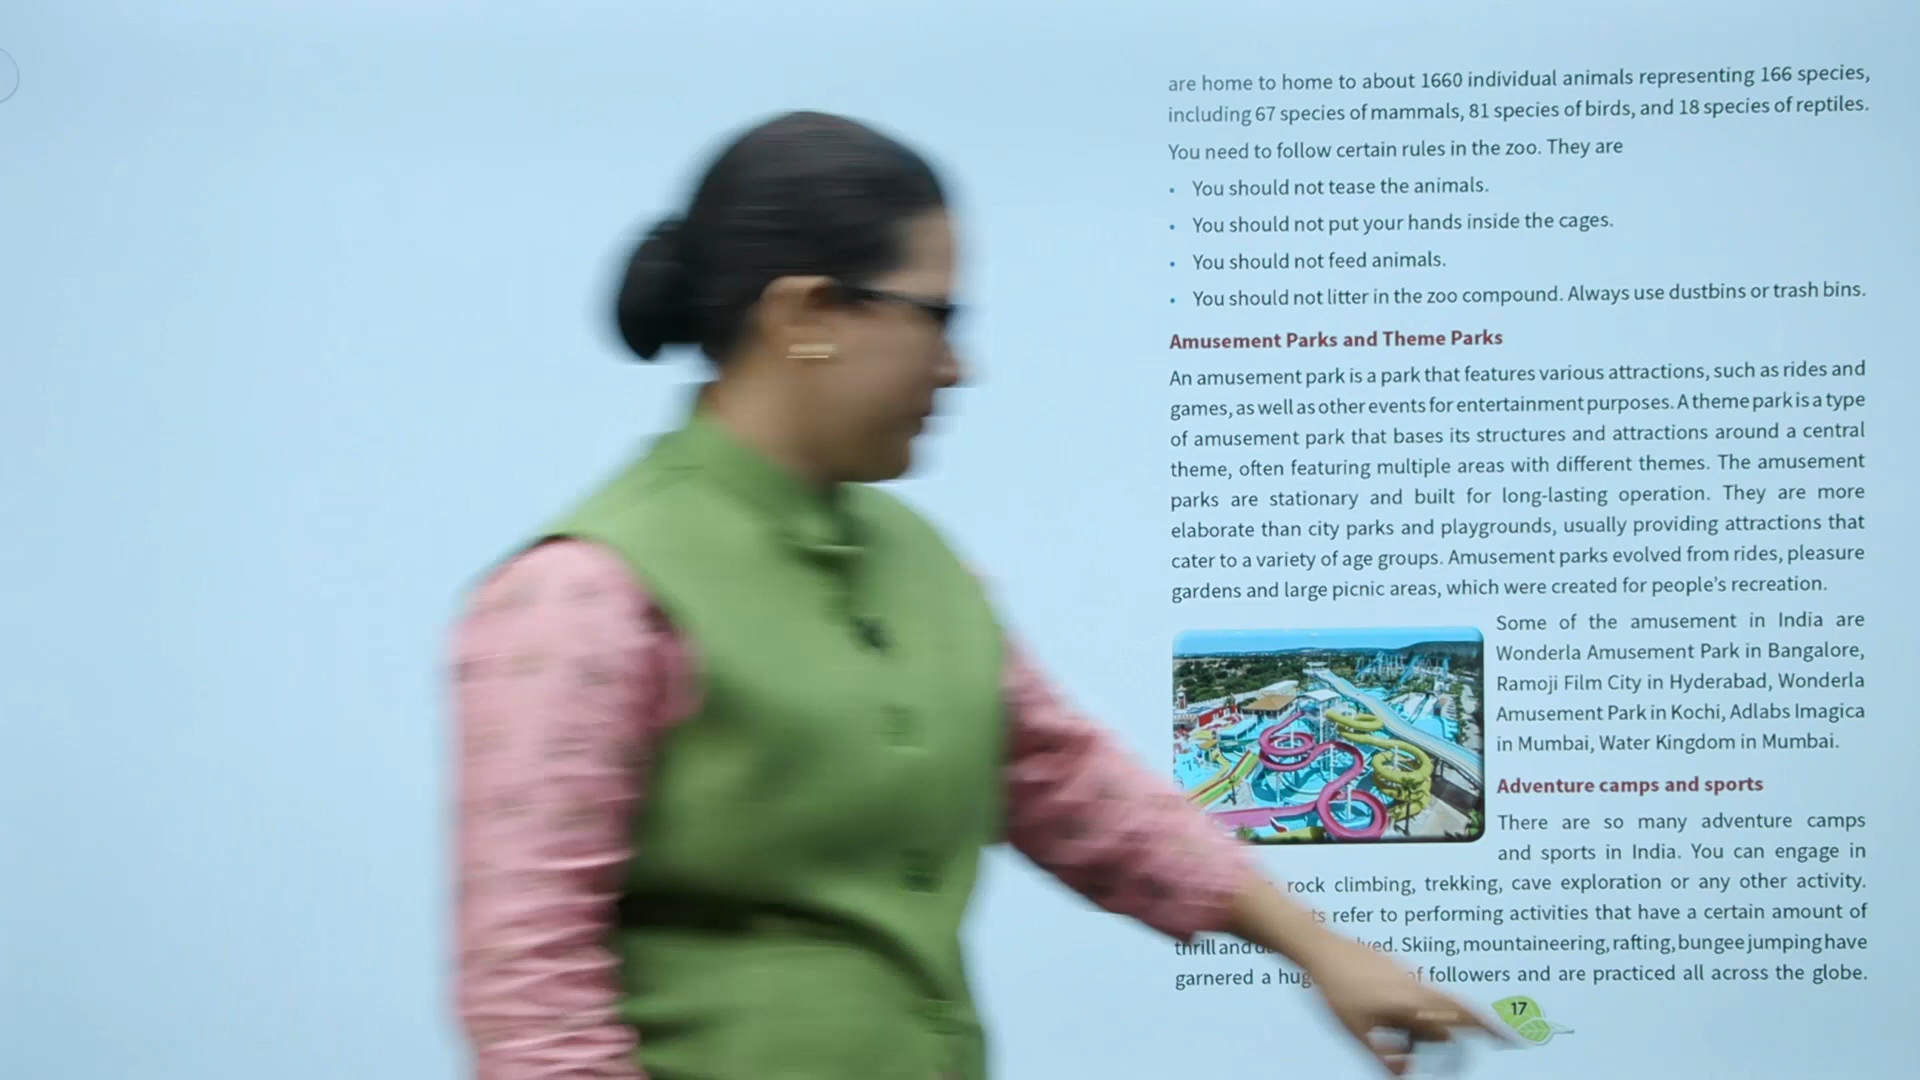 are home to home to about 1660 individual animals representing 166 species,
including 67 species of mammals, 81 species of birds, and 18 species of reptiles.
You need to follow certain rules in the zoo. They are
• You should not tease the animals.
• You should not put your hands inside the cages.
• You should not feed animals.
• You should not litter in the zoo compound. Always use dustbins or trash bins.
Amusement Parks and Theme Parks
An amusement park is a park that features various attractions, such as rides and
games, as well as other events for entertainment purposes. A theme park is a type
of amusement park that bases its structures and attractions around a central
theme, often featuring multiple areas with different themes. The amusement
parks are stationary and built for long-lasting operation. They are more
elaborate than city parks and playgrounds, usually providing attractions that
cater to a variety of age groups. Amusement parks evolved from rides, pleasure
gardens and large picnic areas, which were created for people's recreation.
Some of the amusement in India are
Wonderla Amusement Park in Bangalore,
Ramoji Film City in Hyderabad, Wonderla
Amusement Park in Kochi, Adlabs Imagica
in Mumbai, Water Kingdom in Mumbai.
Adventure camps and sports
There are so many adventure camps
and sports in India. You can engage in
rock climbing, trekking, cave exploration or any other activity.
refer to performing activities that have a certain amount of
thrill and Skiing, mountaineering, rafting, bungee jumping have
garnered a of followers and are practiced all across the globe.
17